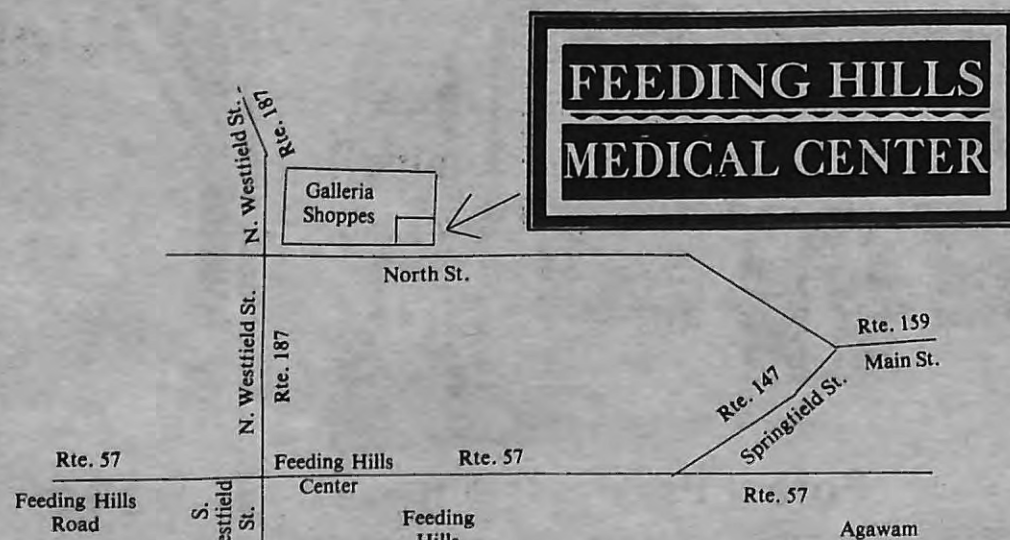 FEEDING HILLS
MEDICAL CENTER
N. Westfield St.
Rte. 187
Galleria
Shoppes
North St.
N. Westfield St.
Rte. 187
Rte. 159
Main St.
Rte. 147
Springfield St.
Rte. 57
Feeding Hills
Center
Rte. 57
Rte. 57
Feeding Hills
Road
S.
St.
Feeding
Hills
Agawam